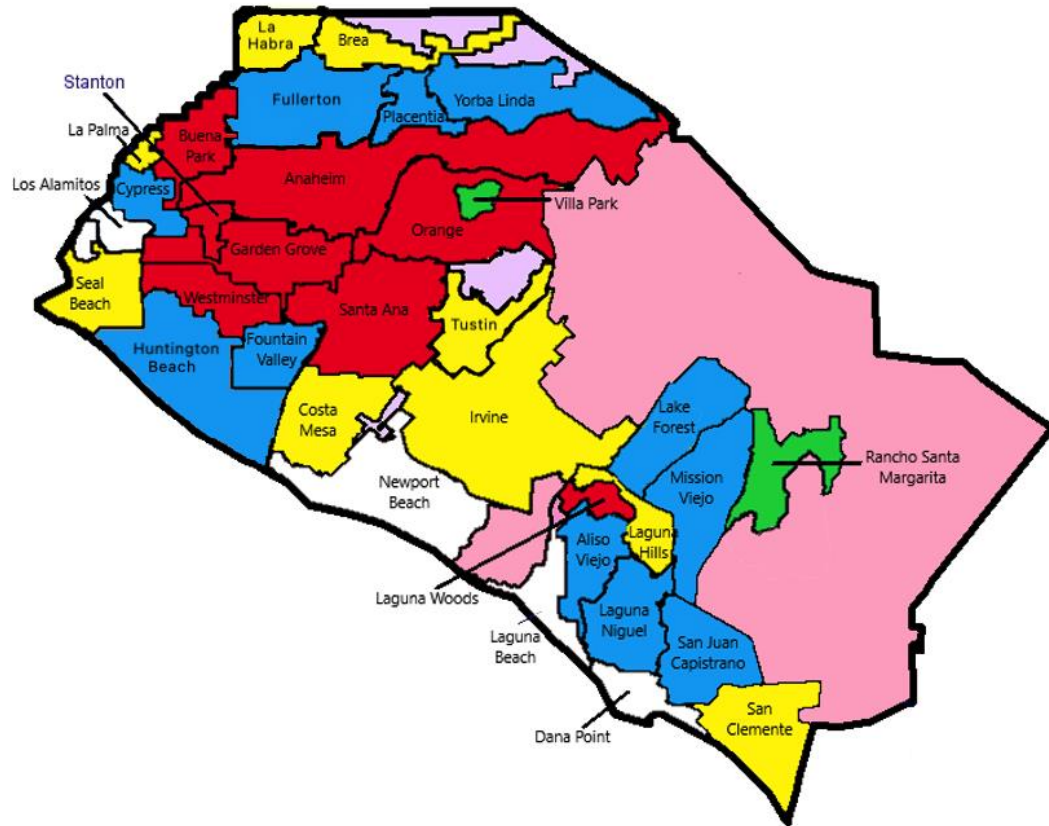 La
Habra
Brea
Stanton
Fullerton
Placentia
Yorba Linda
La Palma
Buena
Park
Los Alamitos
Cypress
Anaheim
Villa Park
Orange
Garden Grove
Seal
Beach
Westminster
Santa Ana
Tustin
Huntington
Beach
Fountain
Valley
Costa
Mesa
Irvine
Lake
Forest
Rancho Santa
Margarita
Mission
Viejo
Newport
Beach
Aliso
Viejo
Laguna
Hills
Laguna Woods
Laguna
Niguel
Laguna
Beach
San Juan
Capistrano
San
Clemente
Dana Point